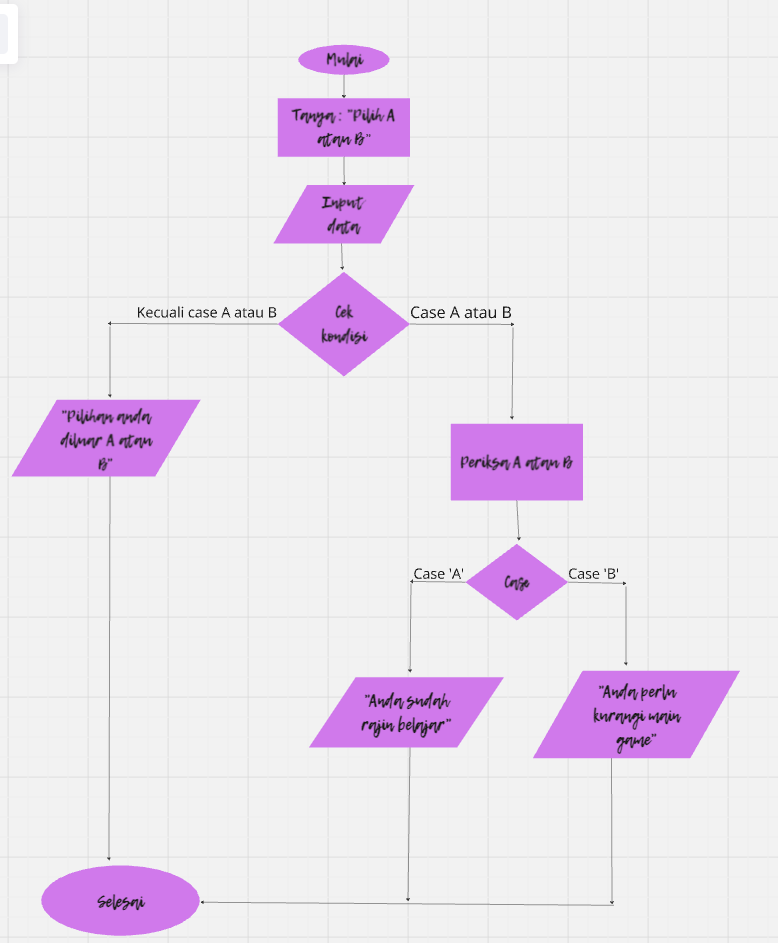 Mulai
Tanya : "Pilih A
atau B"
Input
data
Cek
kondisi
Kecuali case A atau B
Case A atau B
"Pilihan anda
diluar A atau
B"
Periksa A atau B
Case
Case 'A'
Case 'B'
"Anda sudah
rajin belajar"
"Anda perlu
kurangi main
game"
Selesai